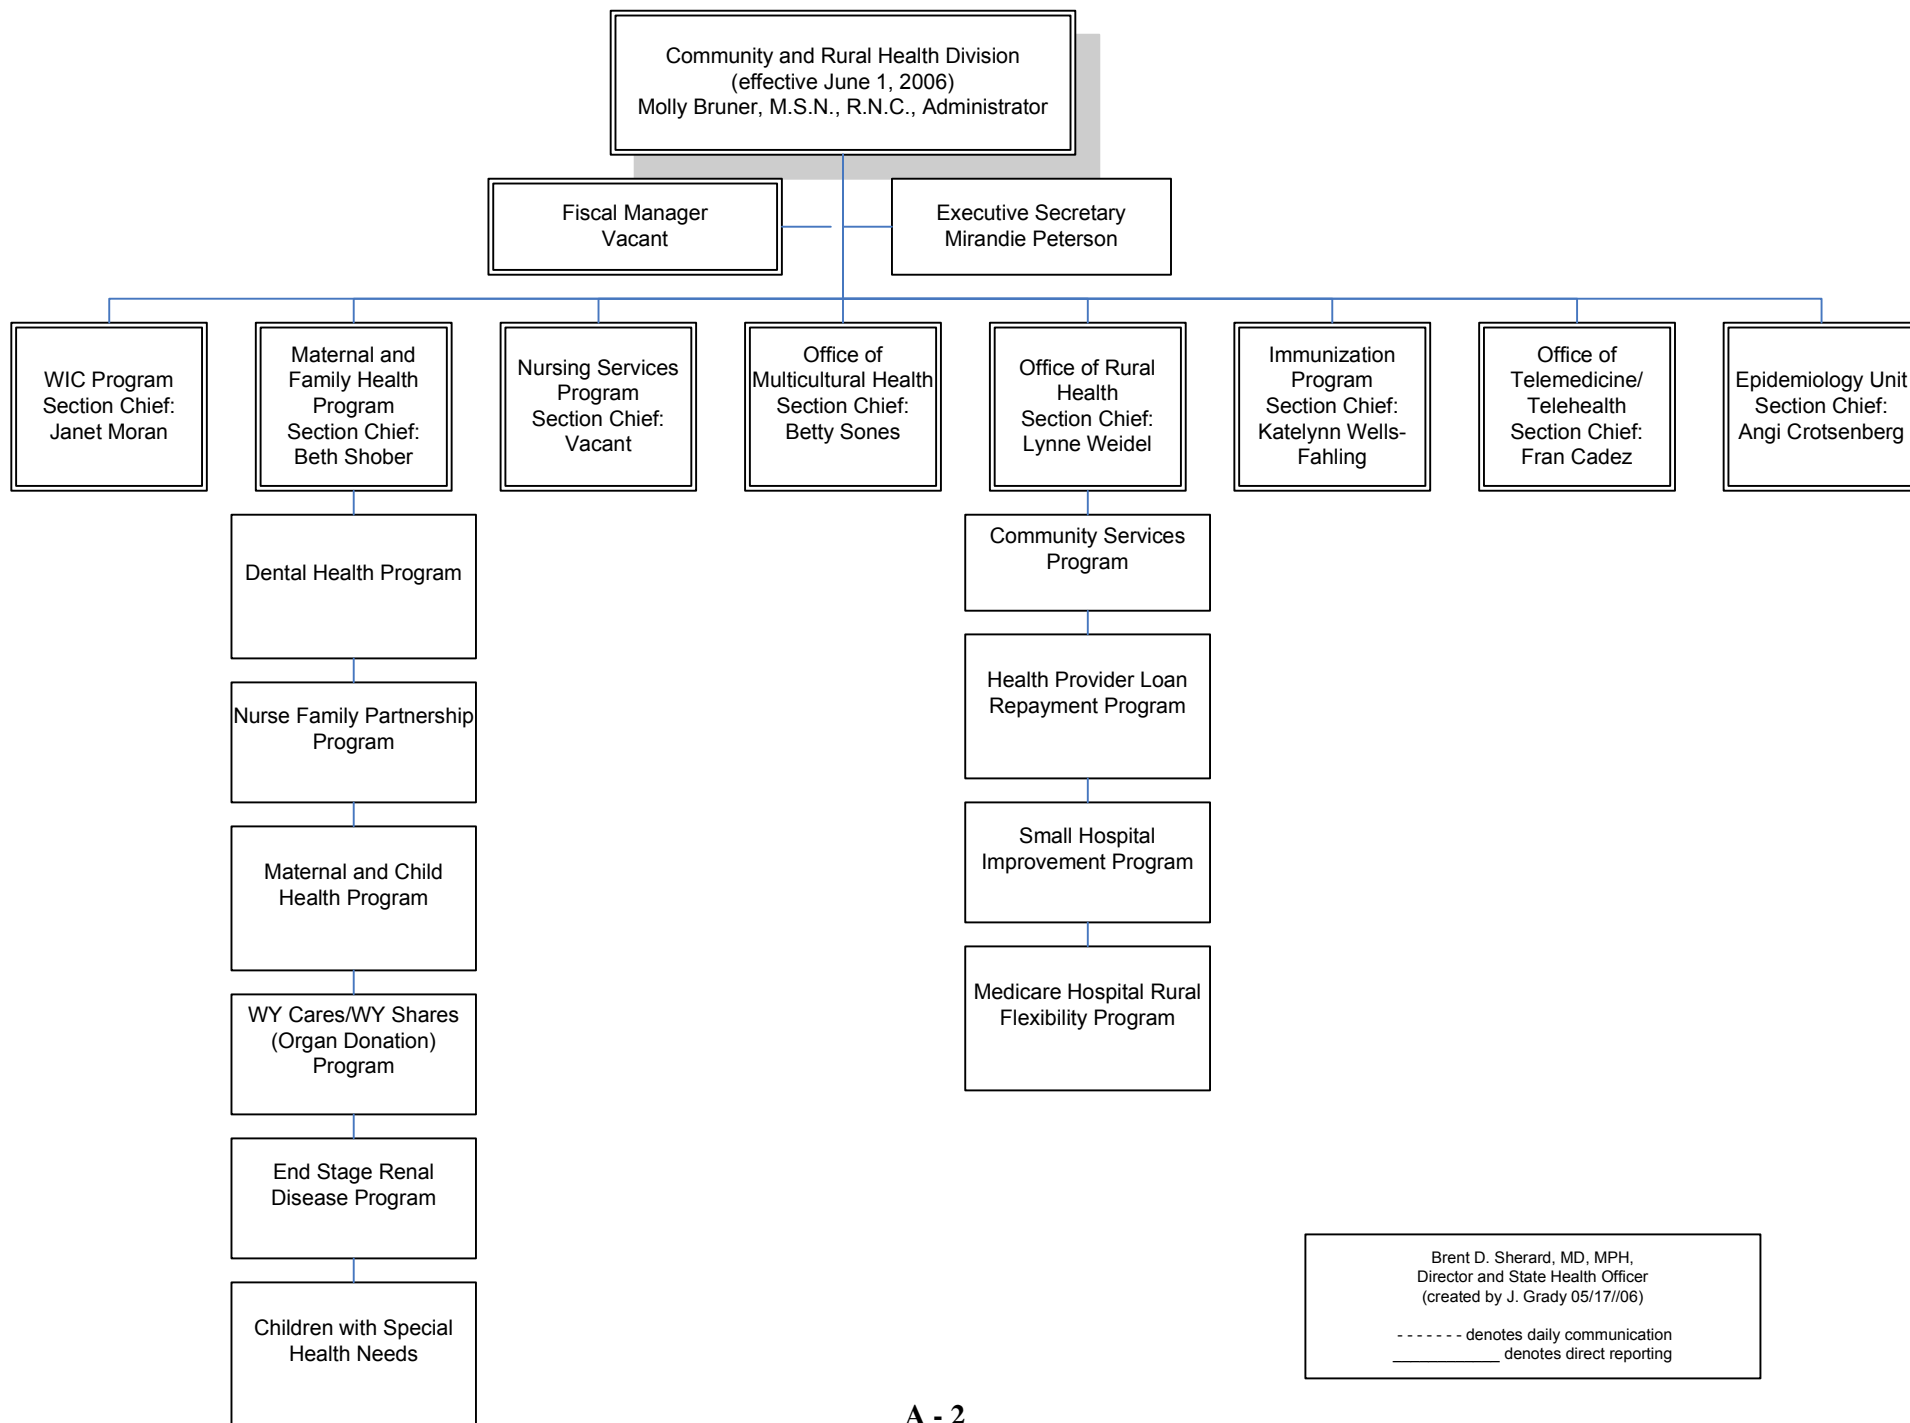 Community and Rural Health Division
(effective June 1, 2006)
Molly Bruner, M.S.N., R.N.C., Administrator
Fiscal Manager
Vacant
Executive Secretary
Mirandie Peterson
WIC Program
Section Chief:
Janet Moran
Maternal and
Family Health
Program
Section Chief:
Beth Shober
Nursing Services
Program
Section Chief:
Vacant
Office of
Multicultural Health
Section Chief:
Betty Sones
Office of Rural
Health
Section Chief:
Lynne Weidel
Immunization
Program
Section Chief:
Katelynn Wells-
Fahling
Office of
Telemedicine/
Telehealth
Section Chief:
Fran Cadez
Epidemiology Unit
Section Chief:
Angi Crotsenberg
Dental Health Program
Nurse Family Partnership
Program
Maternal and Child
Health Program
WY Cares/WY Shares
(Organ Donation)
Program
End Stage Renal
Disease Program
Children with Special
Health Needs
Community Services
Program
Health Provider Loan
Repayment Program
Small Hospital
Improvement Program
Medicare Hospital Rural
Flexibility Program
Brent D. Sherard, MD, MPH,
Director and State Health Officer
(created by J. Grady 05/17//06)
- - - - - - - denotes daily communication
____________ denotes direct reporting
A - 2